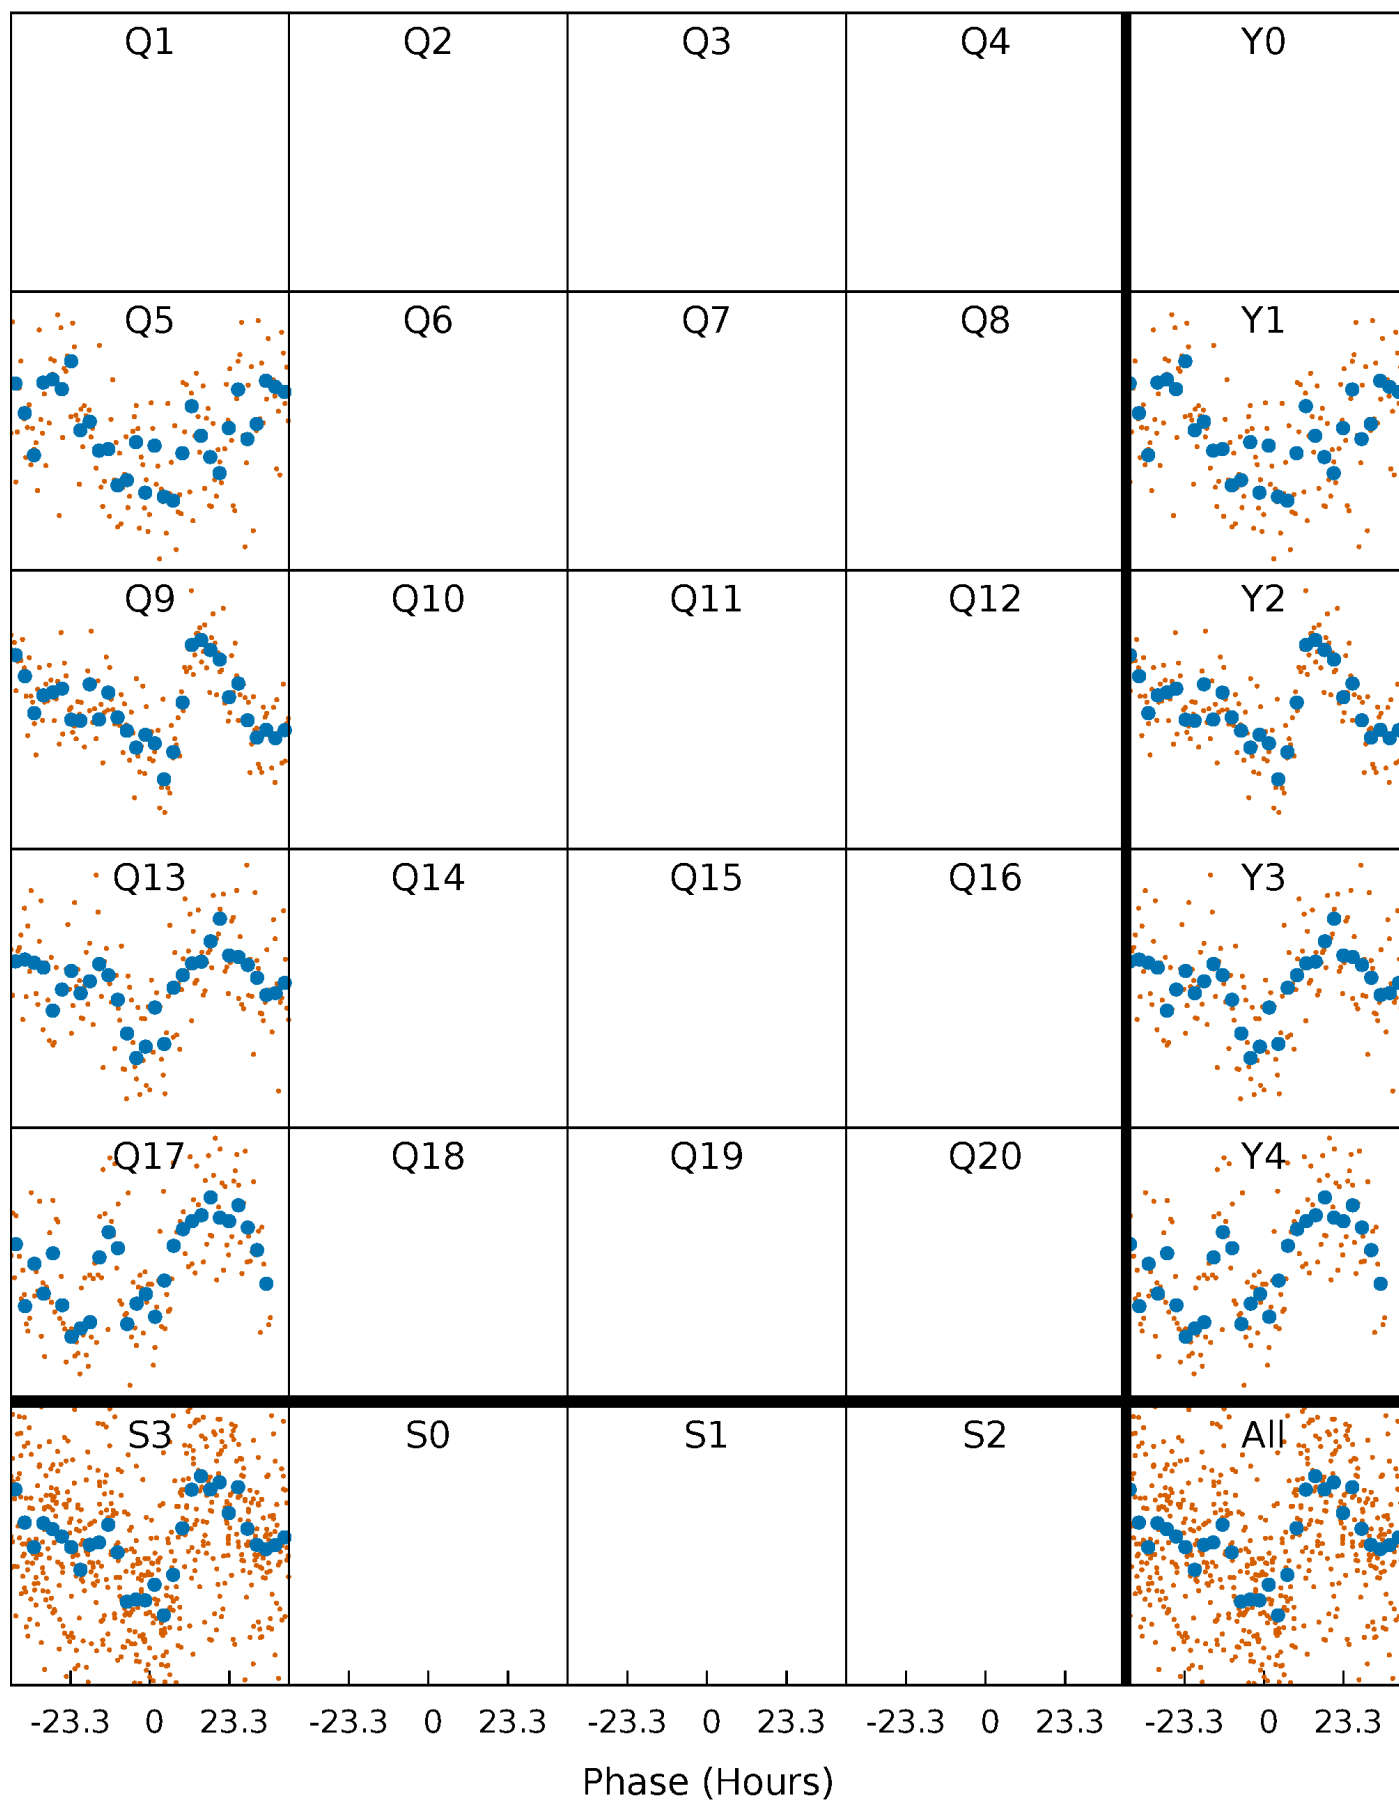 Q1 Q2 Q3 Q4 Y0
Q5 Q6 Q7 Q8 Y1
Q9 Q10 Q11 Q12 Y2
Q13 Q14 Q15 Q16 Y3
Q17 Q18 Q19 Q20 Y4
S3 S0 S1 S2 All
-23.3 0 23.3 -23.3 0 23.3 -23.3 0 23.3 -23.3 0 23.3 -23.3 0 23.3
Phase (Hours)